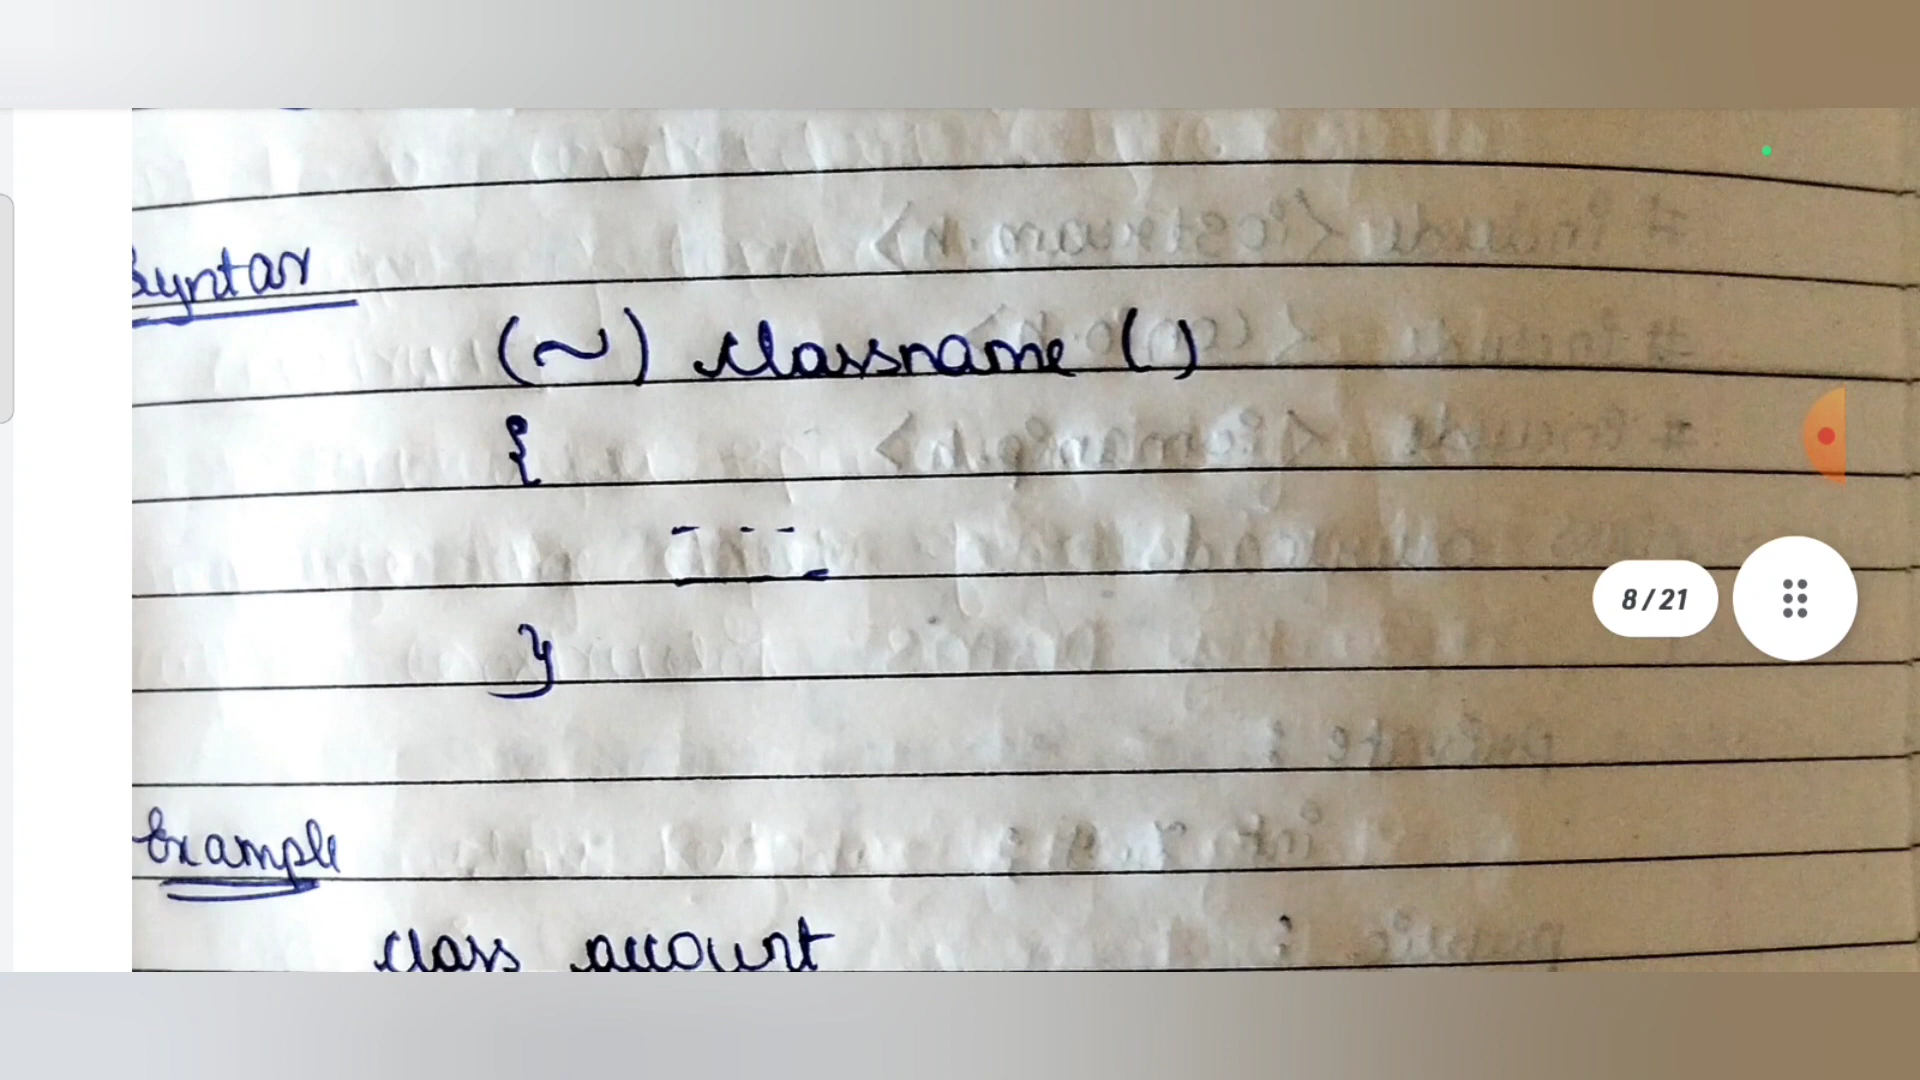 Syntax
(~) classname ()
{
- - -
}
8/21
Example
class account